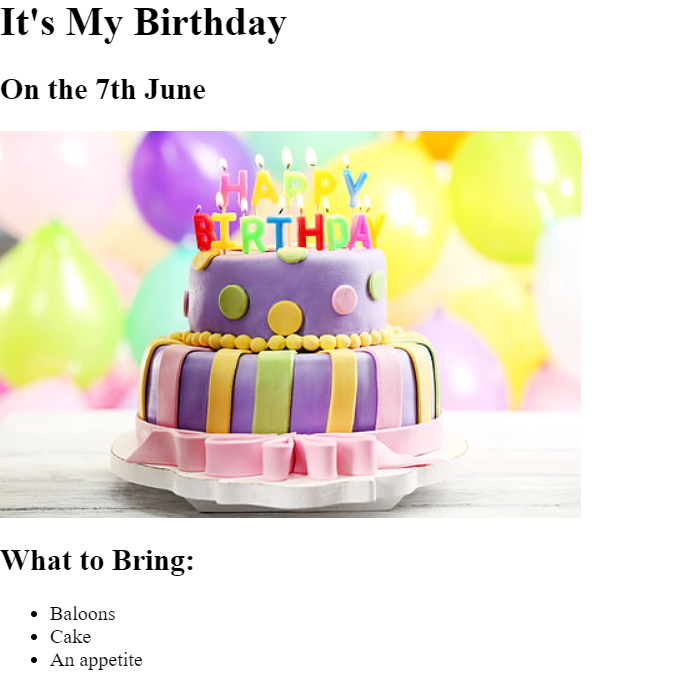 It's My Birthday
On the 7th June
HAPPY
BIRTHDAY
What to Bring:
Baloons
Cake
An appetite